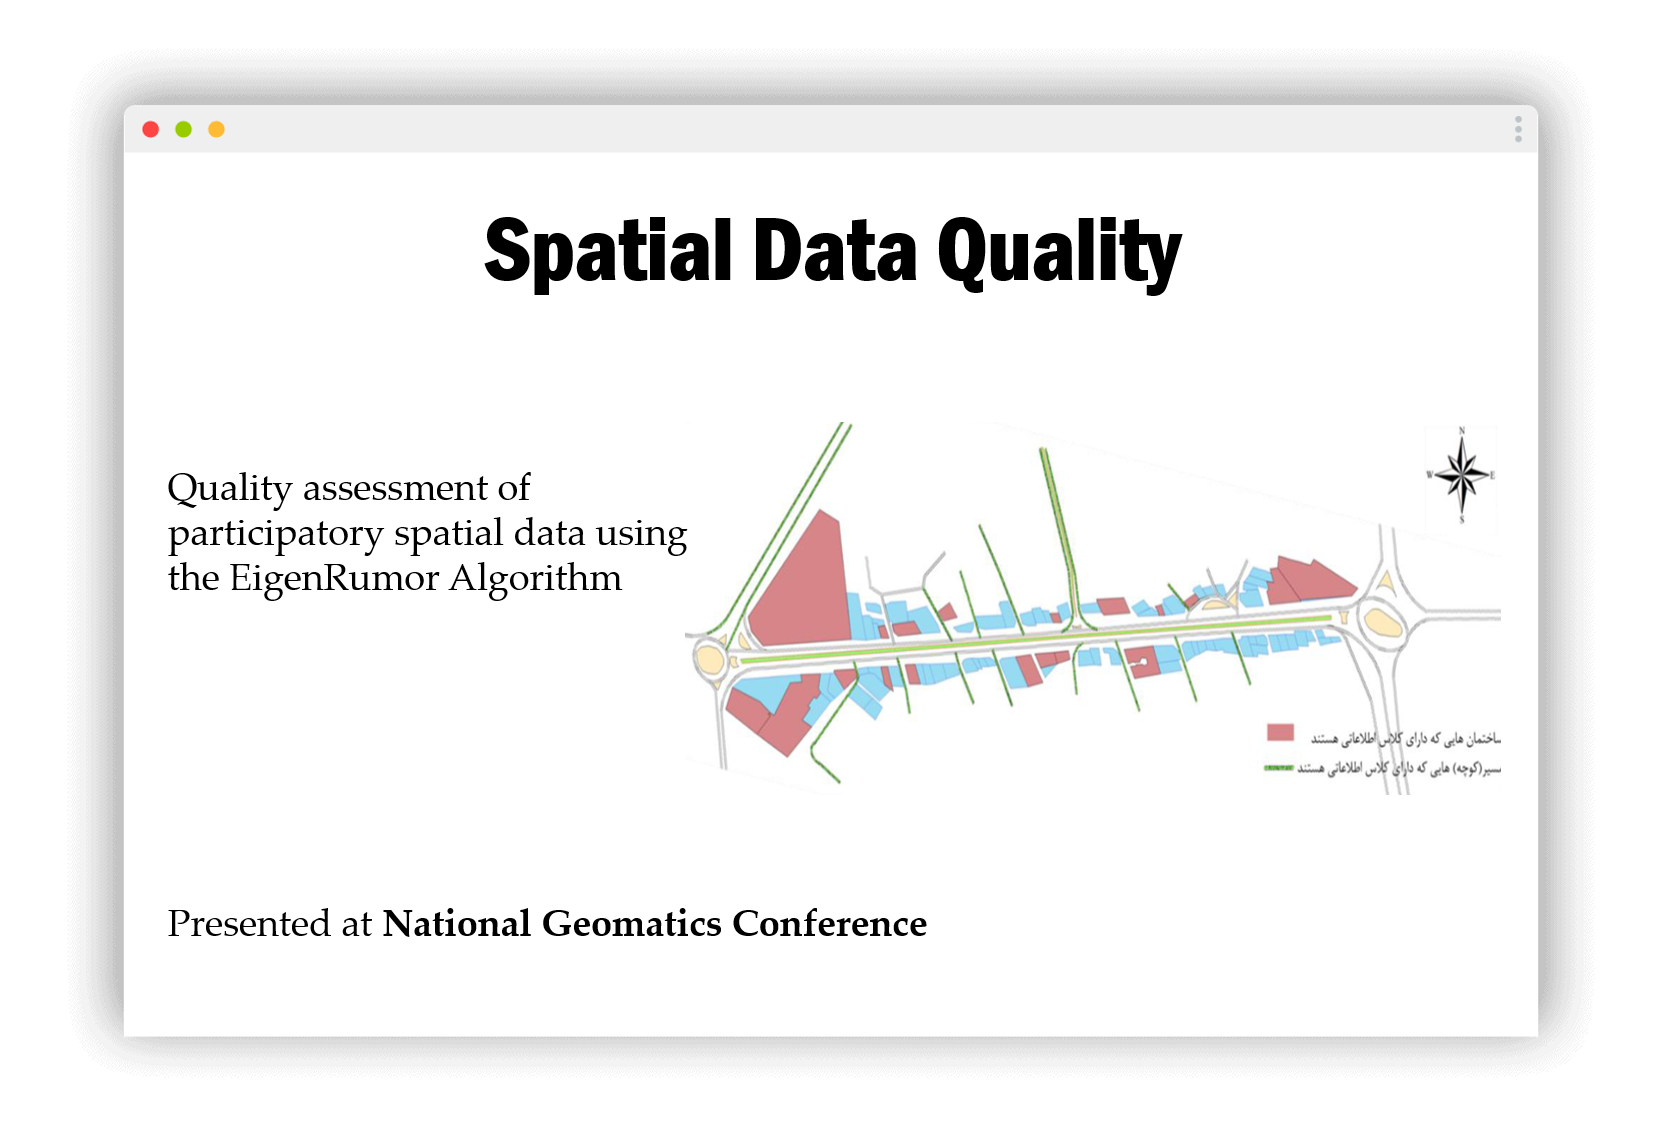 Spatial Data Quality
Quality assessment of
participatory spatial data using
the EigenRumor Algorithm
N
W
E
S
ساختمان هایی که دارای کلاس اطلاعاتی هستند
مسیر(کوچه) هایی که دارای کلاس اطلاعاتی هستند
Presented at National Geomatics Conference